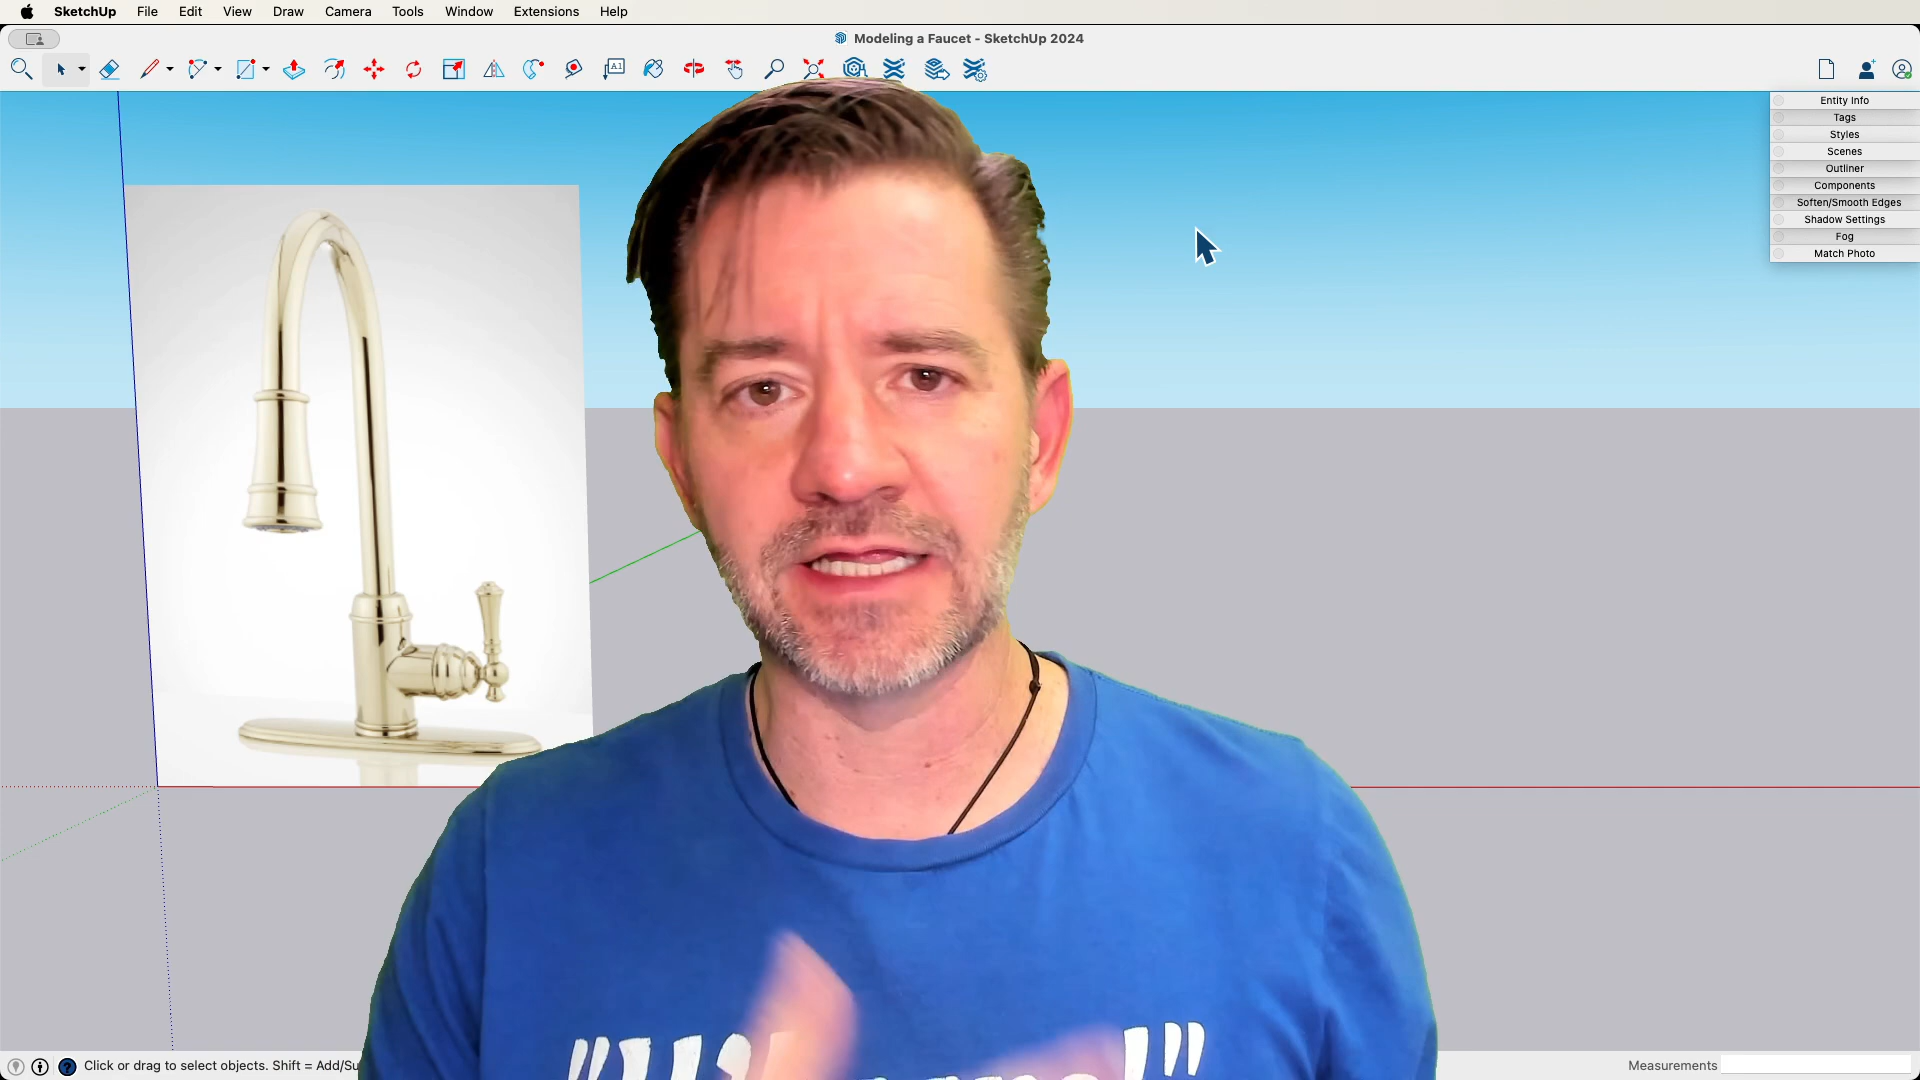 SketchUp File Edit View Draw Camera Tools Window Extensions Help
Modeling a Faucet - SketchUp 2024
A1
Entity Info
Tags
Styles
Scenes
Outliner
Components
Soften/Smooth Edges
Shadow Settings
Fog
Match Photo
Click or drag to select objects. Shift = Add/Su
Measurements